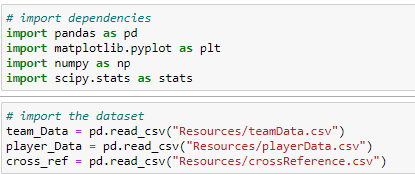 # import dependencies
import pandas as pd
import matplotlib.pyplot as plt
import numpy as np
import scipy.stats as stats
# import the dataset
team_Data = pd.read_csv("Resources/teamData.csv")
player_Data = pd.read_csv("Resources/playerData.csv")
cross_ref = pd.read_csv("Resources/crossReference.csv")